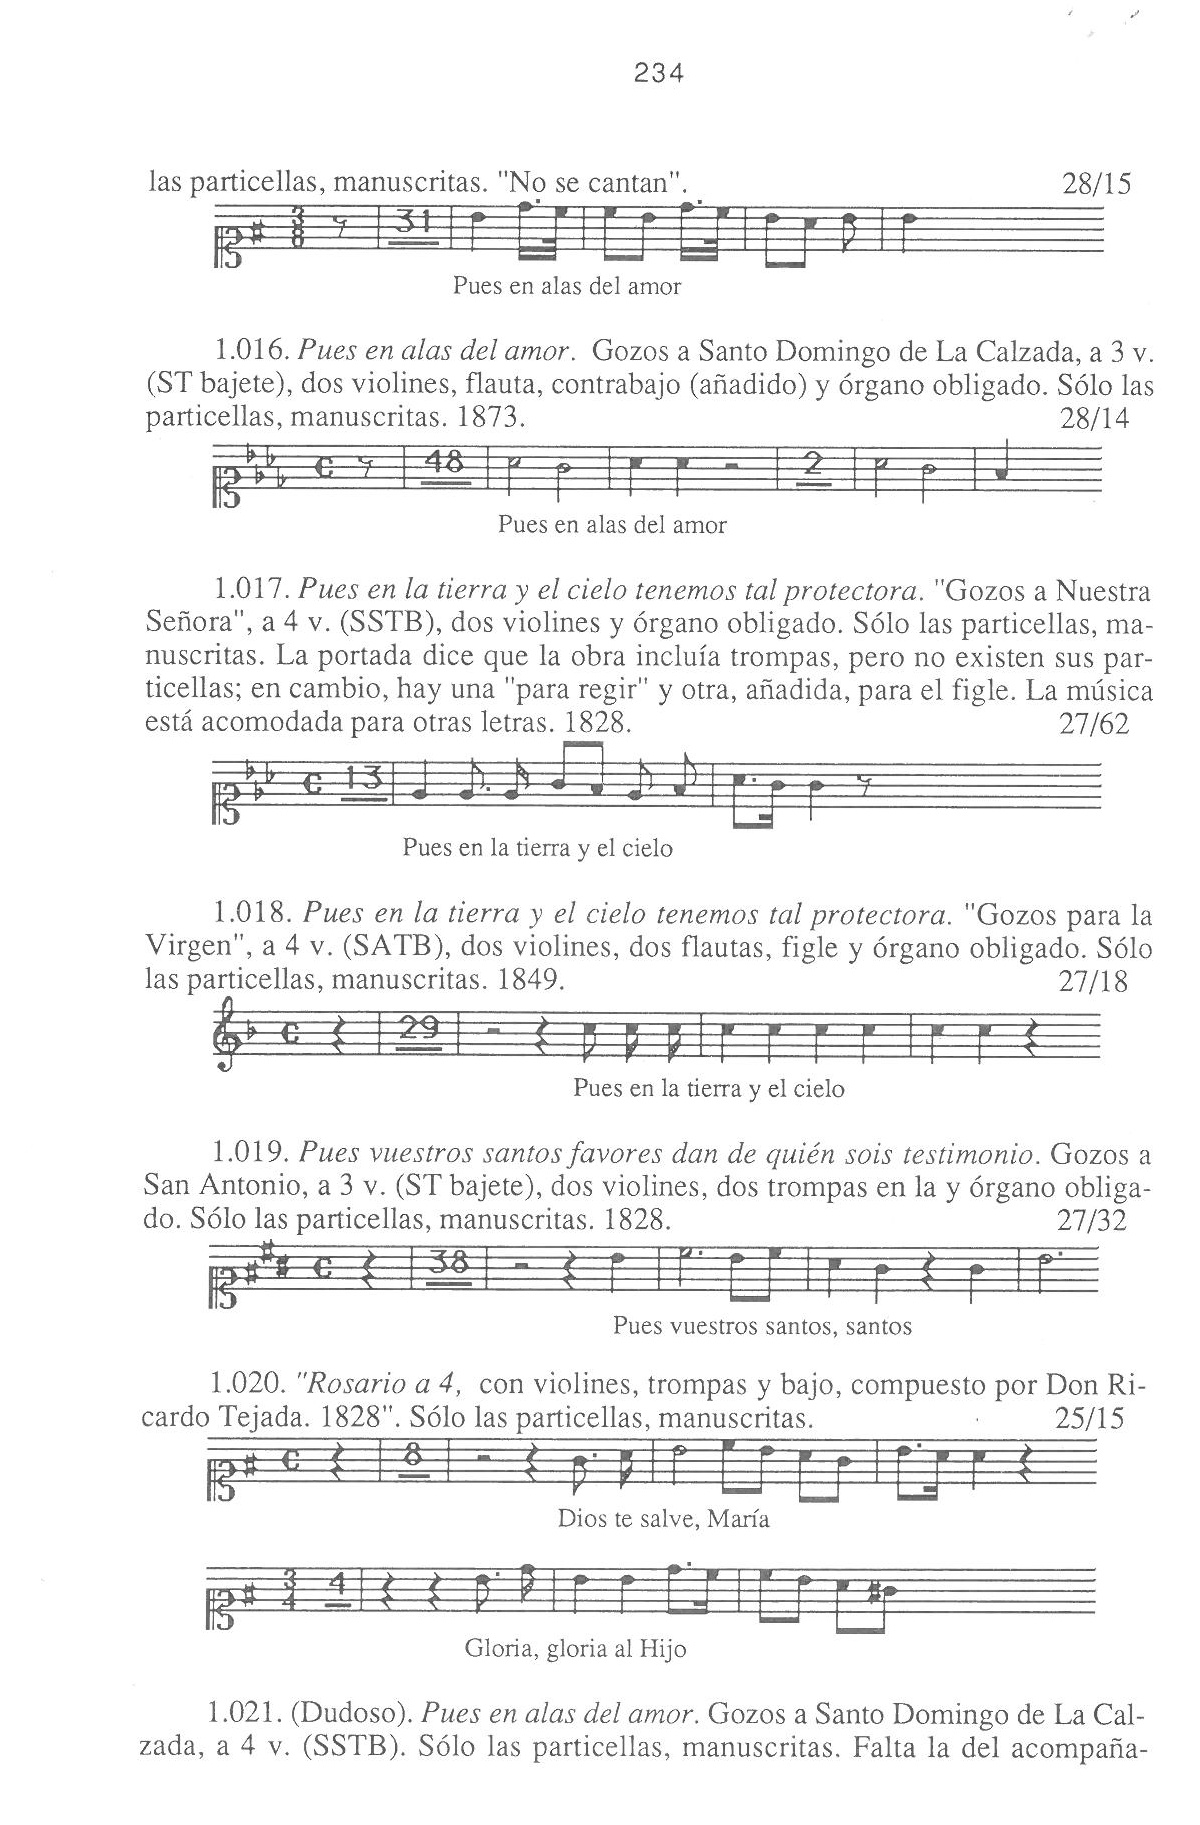 234
las particellas, manuscritas. "No se cantan". 28/15
3 8 31
Pues en alas del amor
1.016. Pues en alas del amor. Gozos a Santo Domingo de La Calzada, a 3 v.
(ST bajete), dos violines, flauta, contrabajo (añadido) y órgano obligado. Sólo las
particellas, manuscritas. 1873. 28/14
48 2
Pues en alas del amor
1.017. Pues en la tierra y el cielo tenemos tal protectora. "Gozos a Nuestra
Señora", a 4 v. (SSTB), dos violines y órgano obligado. Sólo las particellas, ma-
nuscritas. La portada dice que la obra incluía trompas, pero no existen sus par-
ticellas; en cambio, hay una "para regir" y otra, añadida, para el figle. La música
está acomodada para otras letras. 1828. 27/62
13
Pues en la tierra y el cielo
1.018. Pues en la tierra y el cielo tenemos tal protectora. "Gozos para la
Virgen", a 4 v. (SATB), dos violines, dos flautas, figle y órgano obligado. Sólo
las particellas, manuscritas. 1849. 27/18
29
Pues en la tierra y el cielo
1.019. Pues vuestros santos favores dan de quién sois testimonio. Gozos a
San Antonio, a 3 v. (ST bajete), dos violines, dos trompas en la y órgano obliga-
do. Sólo las particellas, manuscritas. 1828. 27/32
38
Pues vuestros santos, santos
1.020. "Rosario a 4, con violines, trompas y bajo, compuesto por Don Ri-
cardo Tejada. 1828". Sólo las particellas, manuscritas. 25/15
8
Dios te salve, María
3 4 4
Gloria, gloria al Hijo
1.021. (Dudoso). Pues en alas del amor. Gozos a Santo Domingo de La Cal-
zada, a 4 v. (SSTB). Sólo las particellas, manuscritas. Falta la del acompaña-